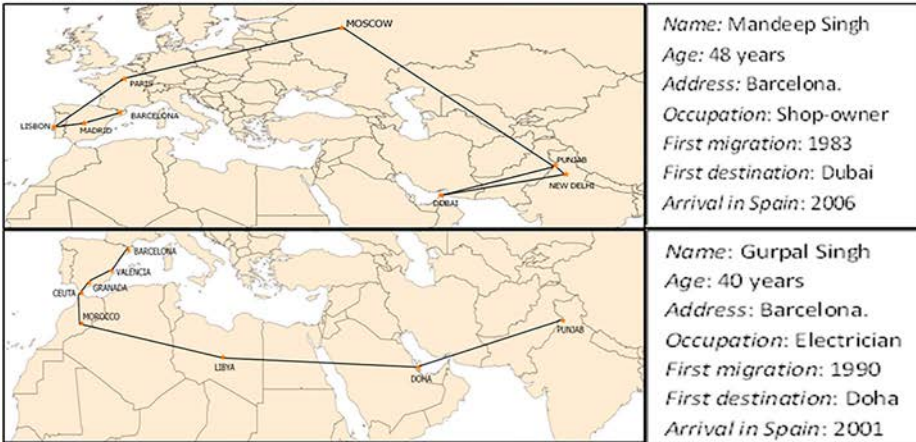 MOSCOW
PARIS
BARCELONA
LISBON
MADRID
PUNJAB
NEW DELHI
DUBAI
Name: Mandeep Singh
Age: 48 years
Address: Barcelona.
Occupation: Shop-owner
First migration: 1983
First destination: Dubai
Arrival in Spain: 2006
BARCELONA
VALENCIA
GRANADA
CEUTA
MOROCCO
LIBYA
DOHA
PUNJAB
Name: Gurpal Singh
Age: 40 years
Address: Barcelona.
Occupation: Electrician
First migration: 1990
First destination: Doha
Arrival in Spain: 2001